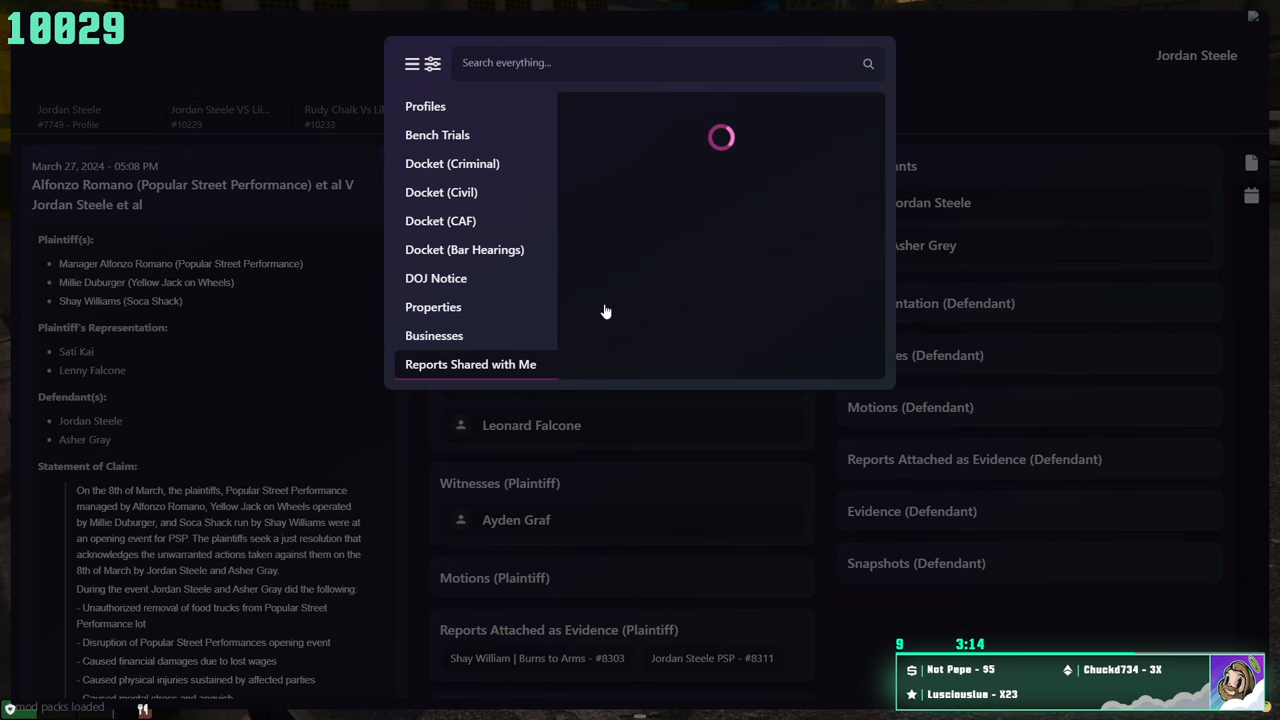 10029
Jordan Steele
Search everything...
Jordan Steele
#7749 - Profile
Jordan Steele VS Lil...
#10229
Rudy Chalk Vs Lil
#10233
Profiles
Bench Trials
Docket (Criminal)
Docket (Civil)
Docket (CAF)
Docket (Bar Hearings)
DOJ Notice
Properties
Businesses
Reports Shared with Me
March 27, 2024 - 05:08 PM
Alfonzo Romano (Popular Street Performance) et al V
Jordan Steele et al
Plaintiff(s):
Manager Alfonzo Romano (Popular Street Performance)
Millie Duburger (Yellow Jack on Wheels)
Shay Williams (Soca Shack)
Plaintiff's Representation:
Sati Kai
Lenny Falcone
Defendant(s):
Jordan Steele
Asher Gray
Statement of Claim:
On the 8th of March, the plaintiffs, Popular Street Performance
managed by Alfonzo Romano, Yellow Jack on Wheels operated
by Millie Duburger, and Soca Shack run by Shay Williams were at
an opening event for PSP. The plaintiffs seek a just resolution that
acknowledges the unwarranted actions taken against them on the
8th of March by Jordan Steele and Asher Gray.
During the event Jordan Steele and Asher Gray did the following:
- Unauthorized removal of food trucks from Popular Street
Performance lot
- Disruption of Popular Street Performances opening event
- Caused financial damages due to lost wages
- Caused physical injuries sustained by affected parties
- Caused mental stress and anguish
mod packs loaded
Leonard Falcone
Witnesses (Plaintiff)
Ayden Graf
Motions (Plaintiff)
Reports Attached as Evidence (Plaintiff)
Shay William | Burns to Arms - #8303
Jordan Steele PSP - #8311
ants
ordan Steele
Asher Grey
entation (Defendant)
es (Defendant)
Motions (Defendant)
Reports Attached as Evidence (Defendant)
Evidence (Defendant)
Snapshots (Defendant)
9
3:14
Not Pepe - 95
Chuckd734 - 3X
Lusciouslue - X23